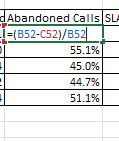 Abandoned Calls SLA
=(B52-C52)/B52
55.1%
45.0%
44.7%
51.1%